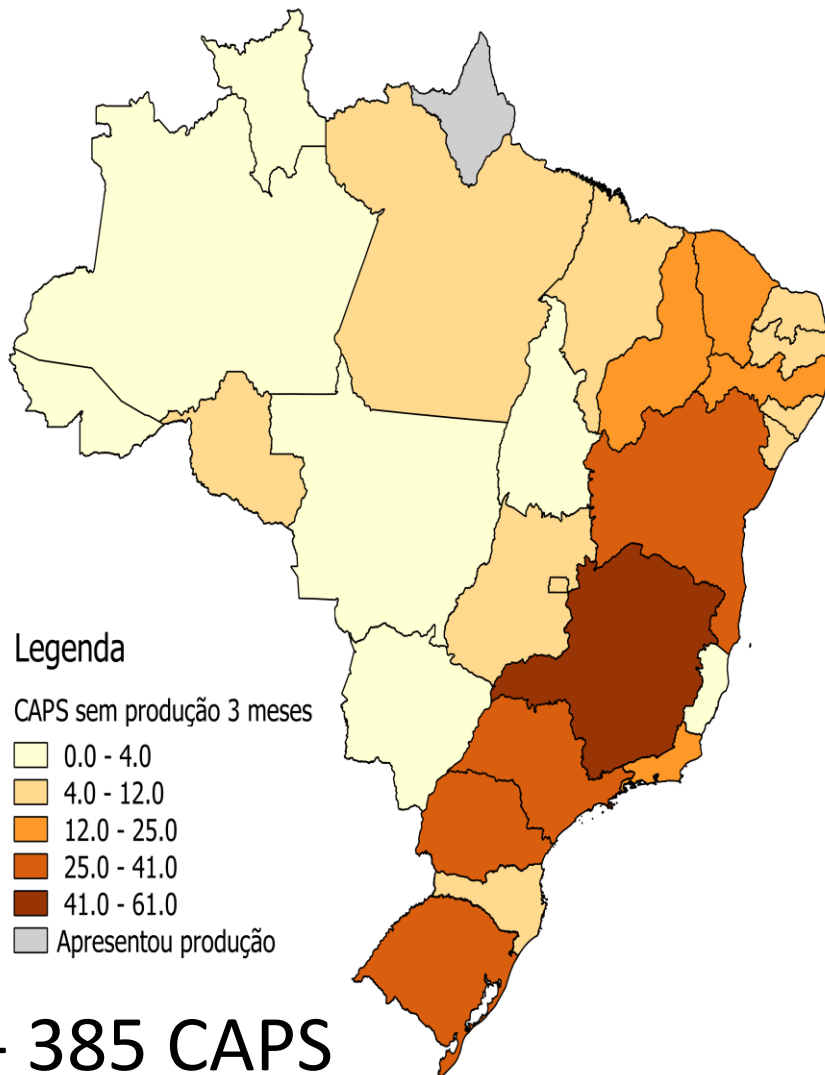 Legenda
CAPS sem produção 3 meses
0.0 - 4.0
4.0 - 12.0
12.0 - 25.0
25.0 - 41.0
41.0 - 61.0
Apresentou produção
- 385 CAPS